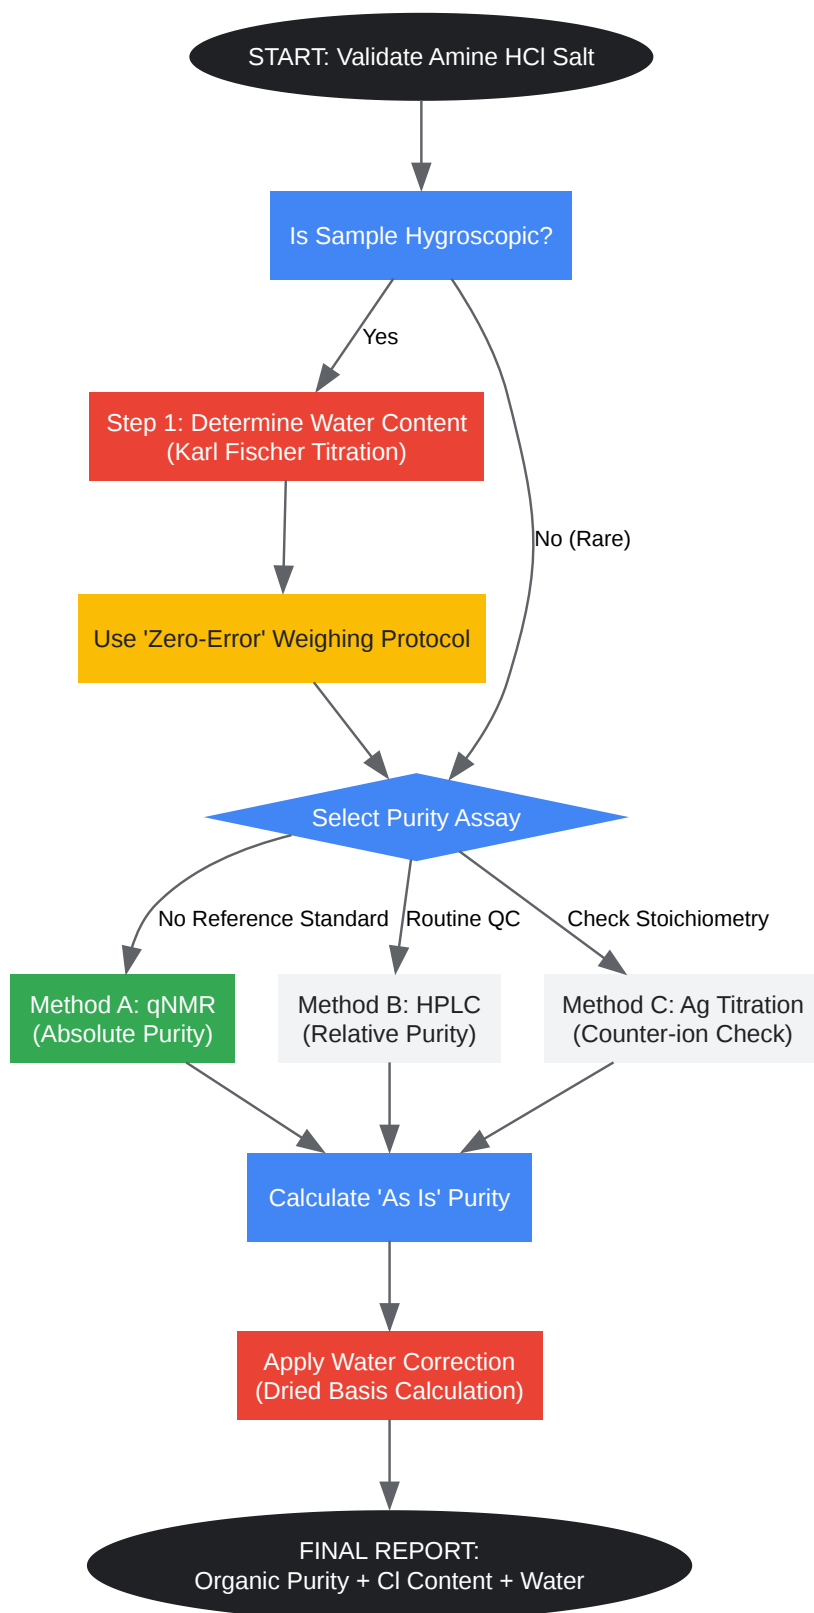 START: Validate Amine HCl Salt
Is Sample Hygroscopic?
Yes
Step 1: Determine Water Content
(Karl Fischer Titration)
No (Rare)
Use 'Zero-Error' Weighing Protocol
Select Purity Assay
No Reference Standard
Routine QC
Check Stoichiometry
Method A: qNMR
(Absolute Purity)
Method B: HPLC
(Relative Purity)
Method C: Ag Titration
(Counter-ion Check)
Calculate 'As Is' Purity
Apply Water Correction
(Dried Basis Calculation)
FINAL REPORT:
Organic Purity + Cl Content + Water